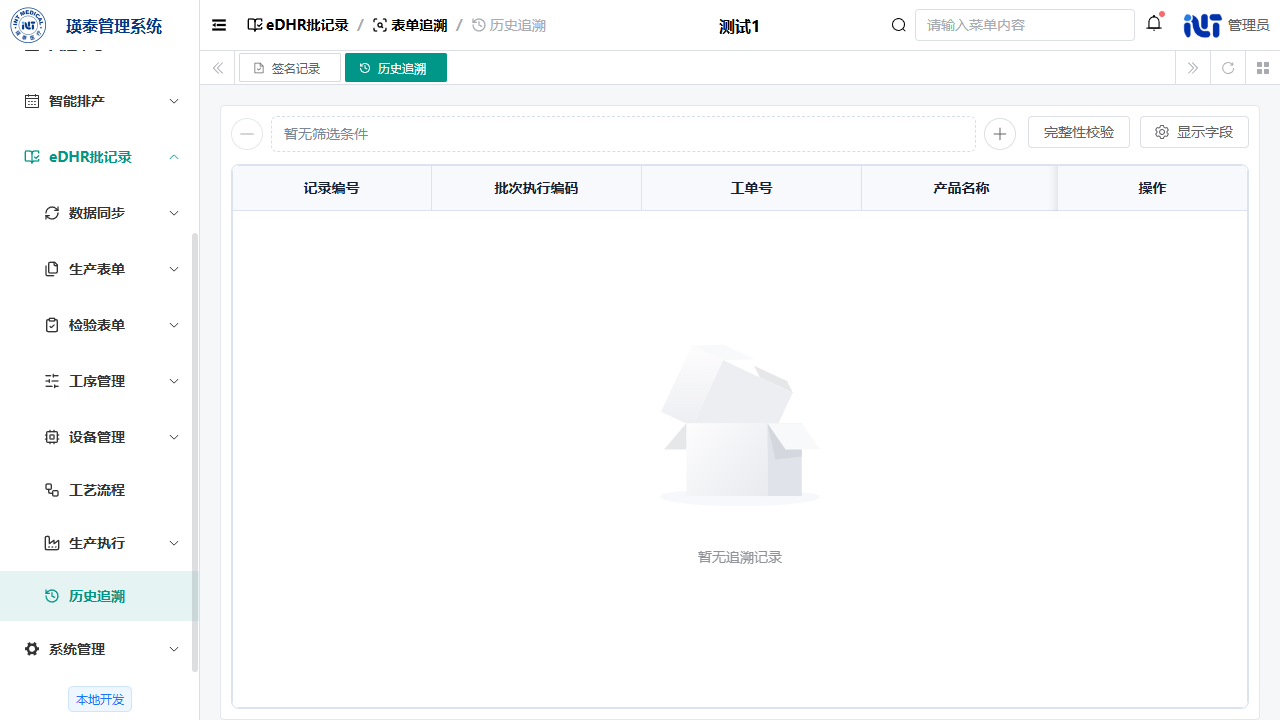 瑛泰管理系统
eDHR批记录 / 表单追溯 / 历史追溯
测试1
请输入菜单内容
管理员
签名记录
历史追溯
智能排产
eDHR批记录
数据同步
生产表单
检验表单
工序管理
设备管理
工艺流程
生产执行
历史追溯
系统管理
本地开发
暂无筛选条件
完整性校验
显示字段
记录编号 批次执行编码 工单号 产品名称 操作
暂无追溯记录